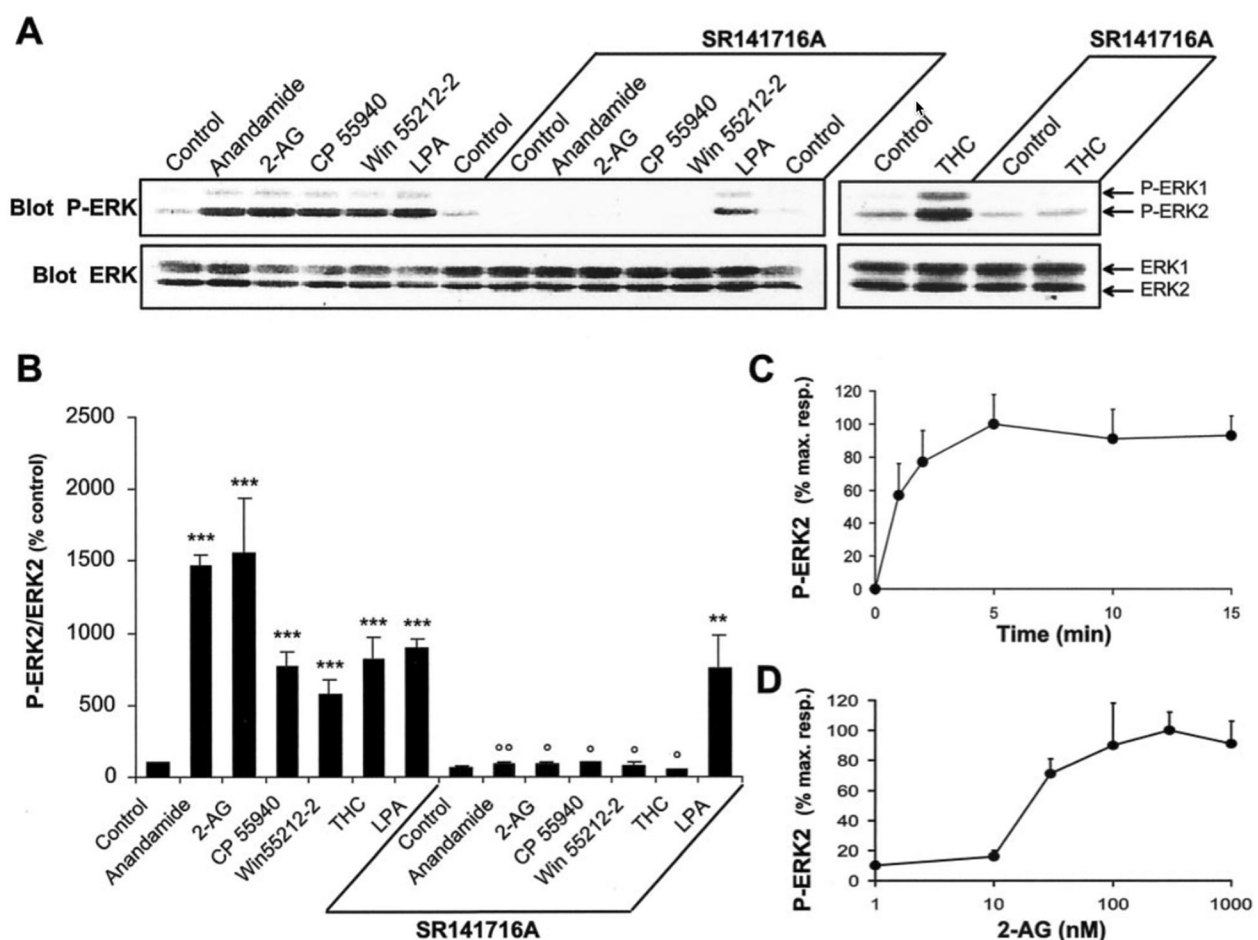 A
SR141716A
SR141716A
Control
Anandamide
2-AG
CP 55940
Win 55212-2
LPA
Control
Control
Anandamide
2-AG
CP 55940
Win 55212-2
LPA
Control
Control
THC
Control
THC
Blot P-ERK
P-ERK1
P-ERK2
Blot ERK
ERK1
ERK2
B
P-ERK2/ERK2 (% control)
2500
2000
1500
1000
500
0
***
***
***
***
***
***
°°
°
°
°
°
**
Control
Anandamide
2-AG
CP 55940
Win55212-2
THC
LPA
Control
Anandamide
2-AG
CP 55940
Win 55212-2
THC
LPA
SR141716A
C
P-ERK2 (% max. resp.)
120
100
80
60
40
20
0
0 5 10 15
Time (min)
D
P-ERK2 (% max. resp.)
120
100
80
60
40
20
0
1 10 100 1000
2-AG (nM)